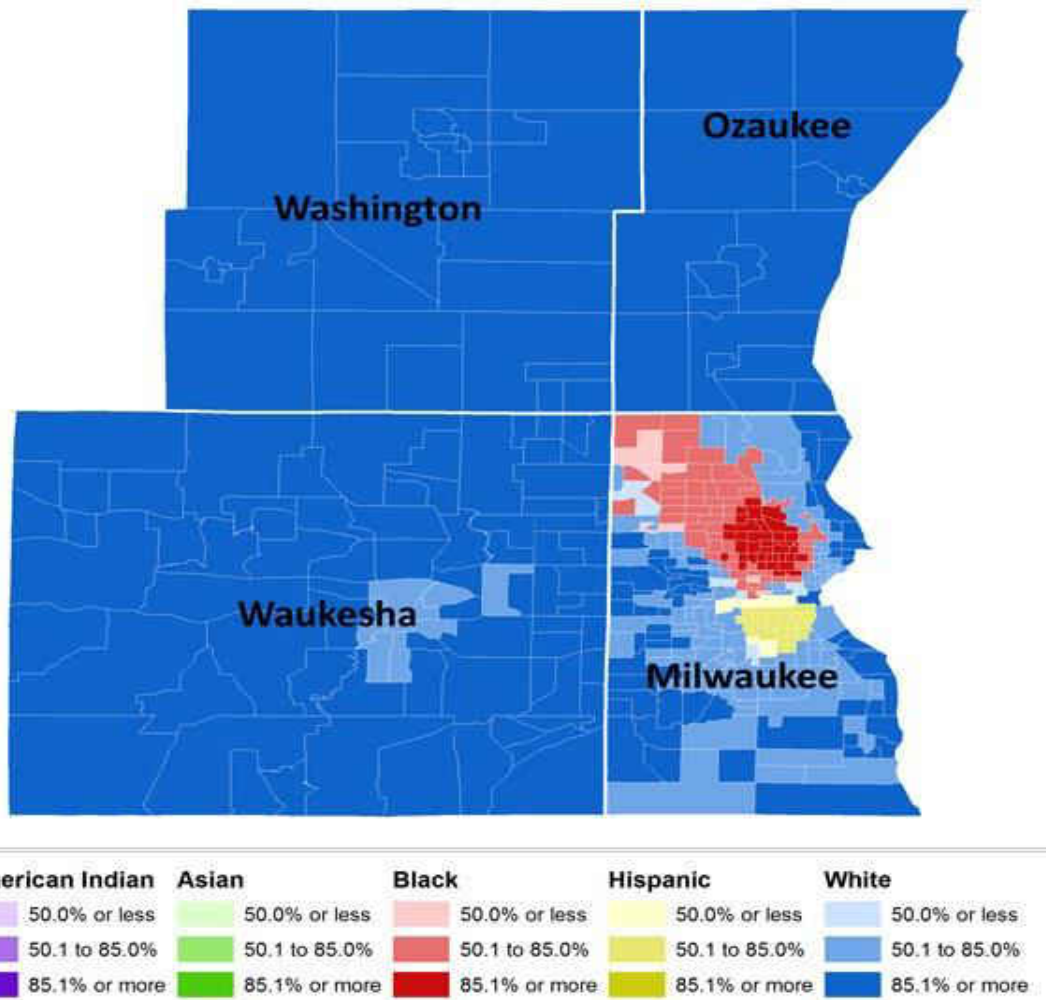 Ozaukee
Washington
Waukesha
Milwaukee
erican Indian Asian Black Hispanic White
50.0% or less 50.0% or less 50.0% or less 50.0% or less 50.0% or less
50.1 to 85.0% 50.1 to 85.0% 50.1 to 85.0% 50.1 to 85.0% 50.1 to 85.0%
85.1% or more 85.1% or more 85.1% or more 85.1% or more 85.1% or more